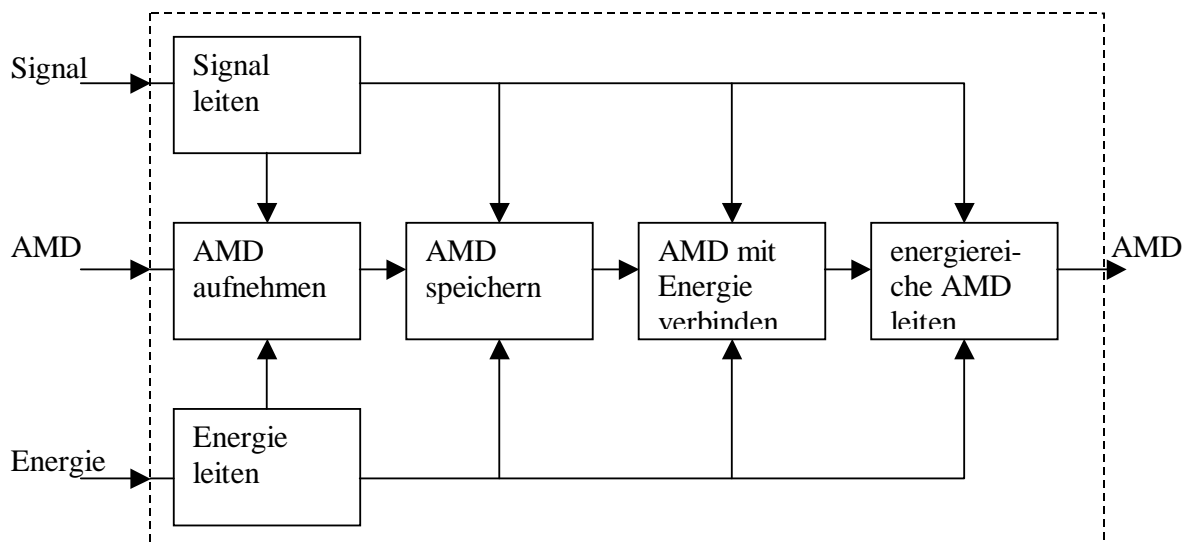 Signal
Signal
leiten
AMD
AMD
aufnehmen
AMD
speichern
AMD mit
Energie
verbinden
energierei-
che AMD
leiten
AMD
Energie
Energie
leiten